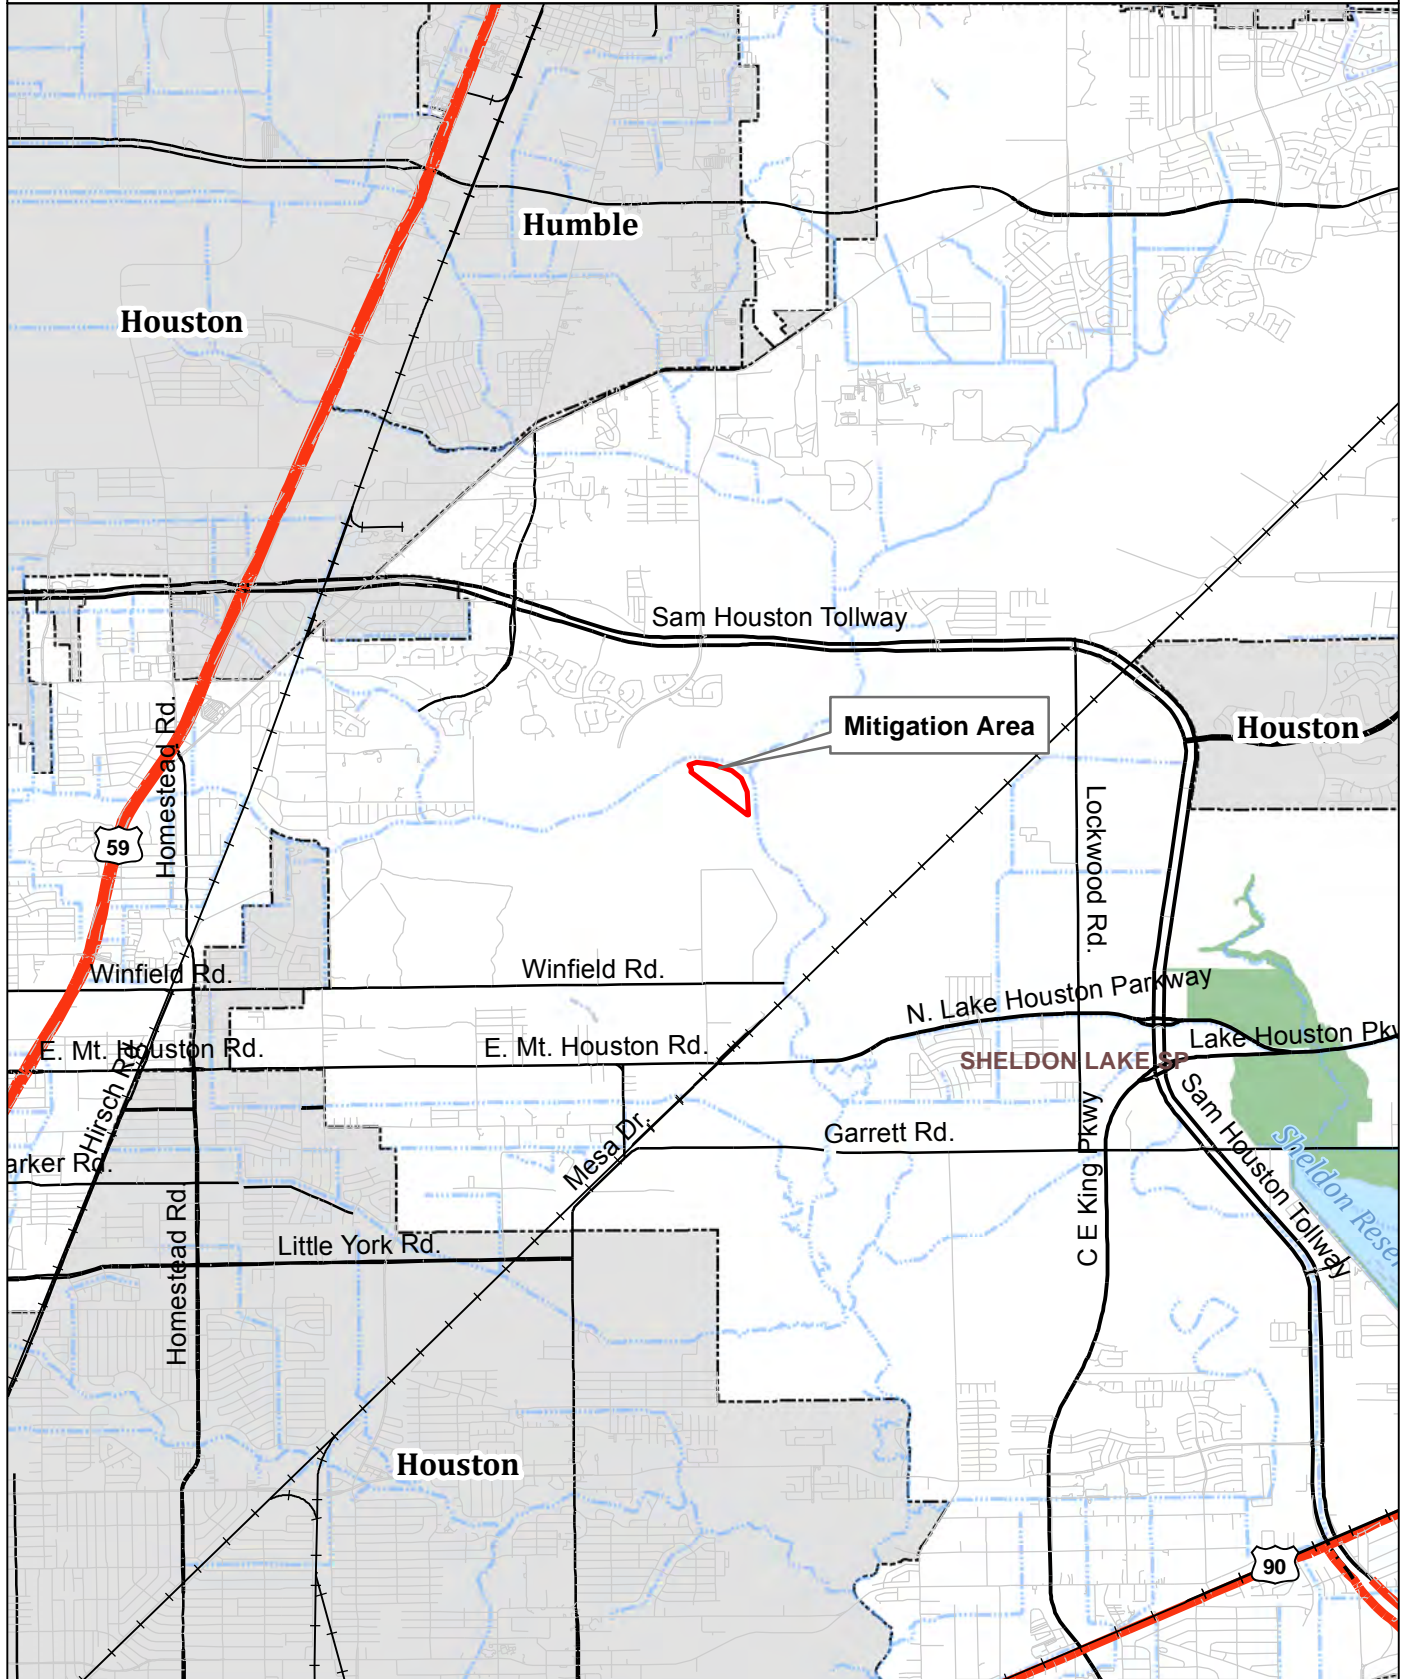 Humble
Houston
Sam Houston Tollway
Homestead Rd.
Mitigation Area
Houston
59
Lockwood Rd.
Winfield Rd.
Winfield Rd.
N. Lake Houston Parkway
E. Mt. Houston Rd.
E. Mt. Houston Rd.
Lake Houston Pkw
SHELDON LAKE SP
Hirsch Rd.
Mesa Dr.
Garrett Rd.
C E King Pkwy
Sam Houston Tollway
Sheldon Reser
arker Rd.
Homestead Rd
Little York Rd.
Houston
90